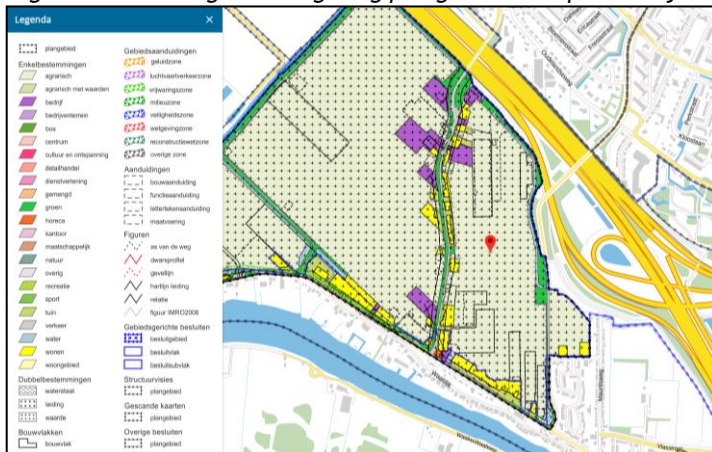 Legenda ×
plangebied
Enkelbestemmingen
agrarisch
agrarisch met waarden
bedrijf
bedrijventerrein
bos
centrum
cultuur en ontspanning
detailhandel
dienstverlening
gemengd
groen
horeca
kantoor
maatschappelijk
natuur
overig
recreatie
sport
tuin
verkeer
water
wonen
woongebied
Dubbelbestemmingen
waterstaat
leiding
waarde
Bouwvlakken
bouwvlak
Gebiedsaanduidingen
geluidzone
luchtvaartverkeerzone
vrijwaringszone
milieuzone
veiligheidszone
wetgevingzone
reconstructiewetzone
overige zone
Aanduidingen
bouwaanduiding
functieaanduiding
lettertekenaanduiding
maatvoering
Figuren
as van de weg
dwarsprofiel
gevellijn
hartlijn leiding
relatie
figuur IMRO2006
Gebiedsgerichte besluiten
besluitgebied
besluitvlak
besluitsubvlak
Structuurvisies
plangebied
Gescande kaarten
plangebied
Overige besluiten
plangebied
Waaldijk